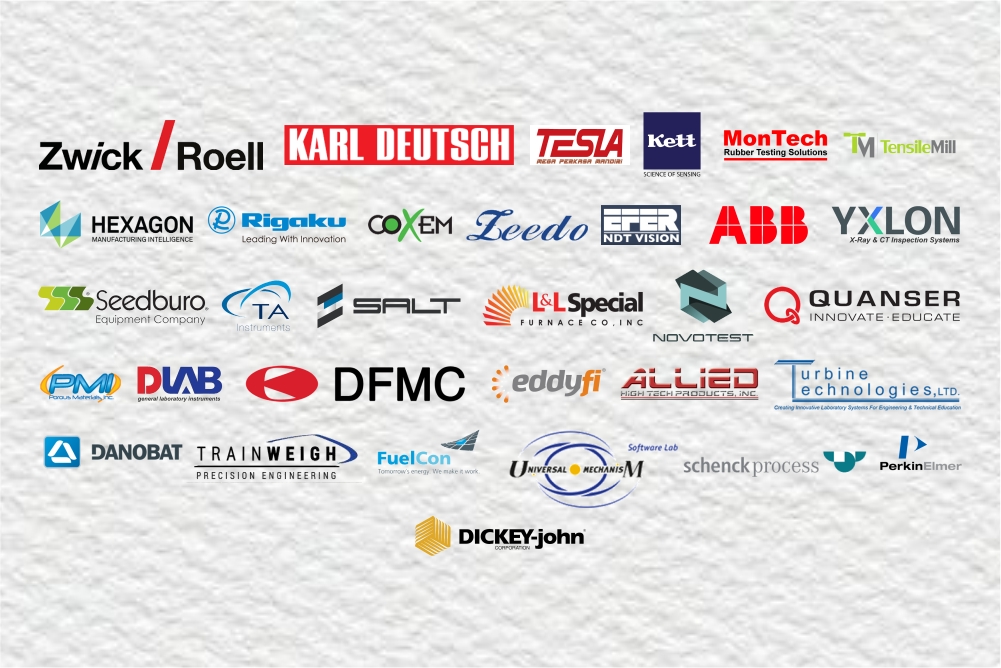 Zwick / Roell
KARL DEUTSCH
TESLA
MEGA PERKASA MANDIRI
Kett
SCIENCE OF SENSING
MonTech
Rubber Testing Solutions
TM TensileMill
HEXAGON
MANUFACTURING INTELLIGENCE
R Rigaku
Leading With Innovation
COXEM
Zeedo
EFER
NDT VISION
ABB
YXLON
X-Ray & CT Inspection Systems
Seedburo®
Equipment Company
TA
Instruments
SALT
L&L Special
FURNACE CO, INC
NOVOTEST
QUANSER
INNOVATE·EDUCATE
PMI
Porous Materials, Inc.
DLAB
general laboratory instruments
K DFMC
eddyfi
ALLIED
HIGH TECH PRODUCTS, INC.
Turbine
Technologies, LTD.
Creating Innovative Laboratory Systems For Engineering & Technical Education
DANOBAT
TRAINWEIGH
PRECISION ENGINEERING
FuelCon
Tomorrow's energy. We make it work.
Software Lab
UNIVERSAL MECHANISM
schenck process
PerkinElmer
DICKEY-john®
CORPORATION